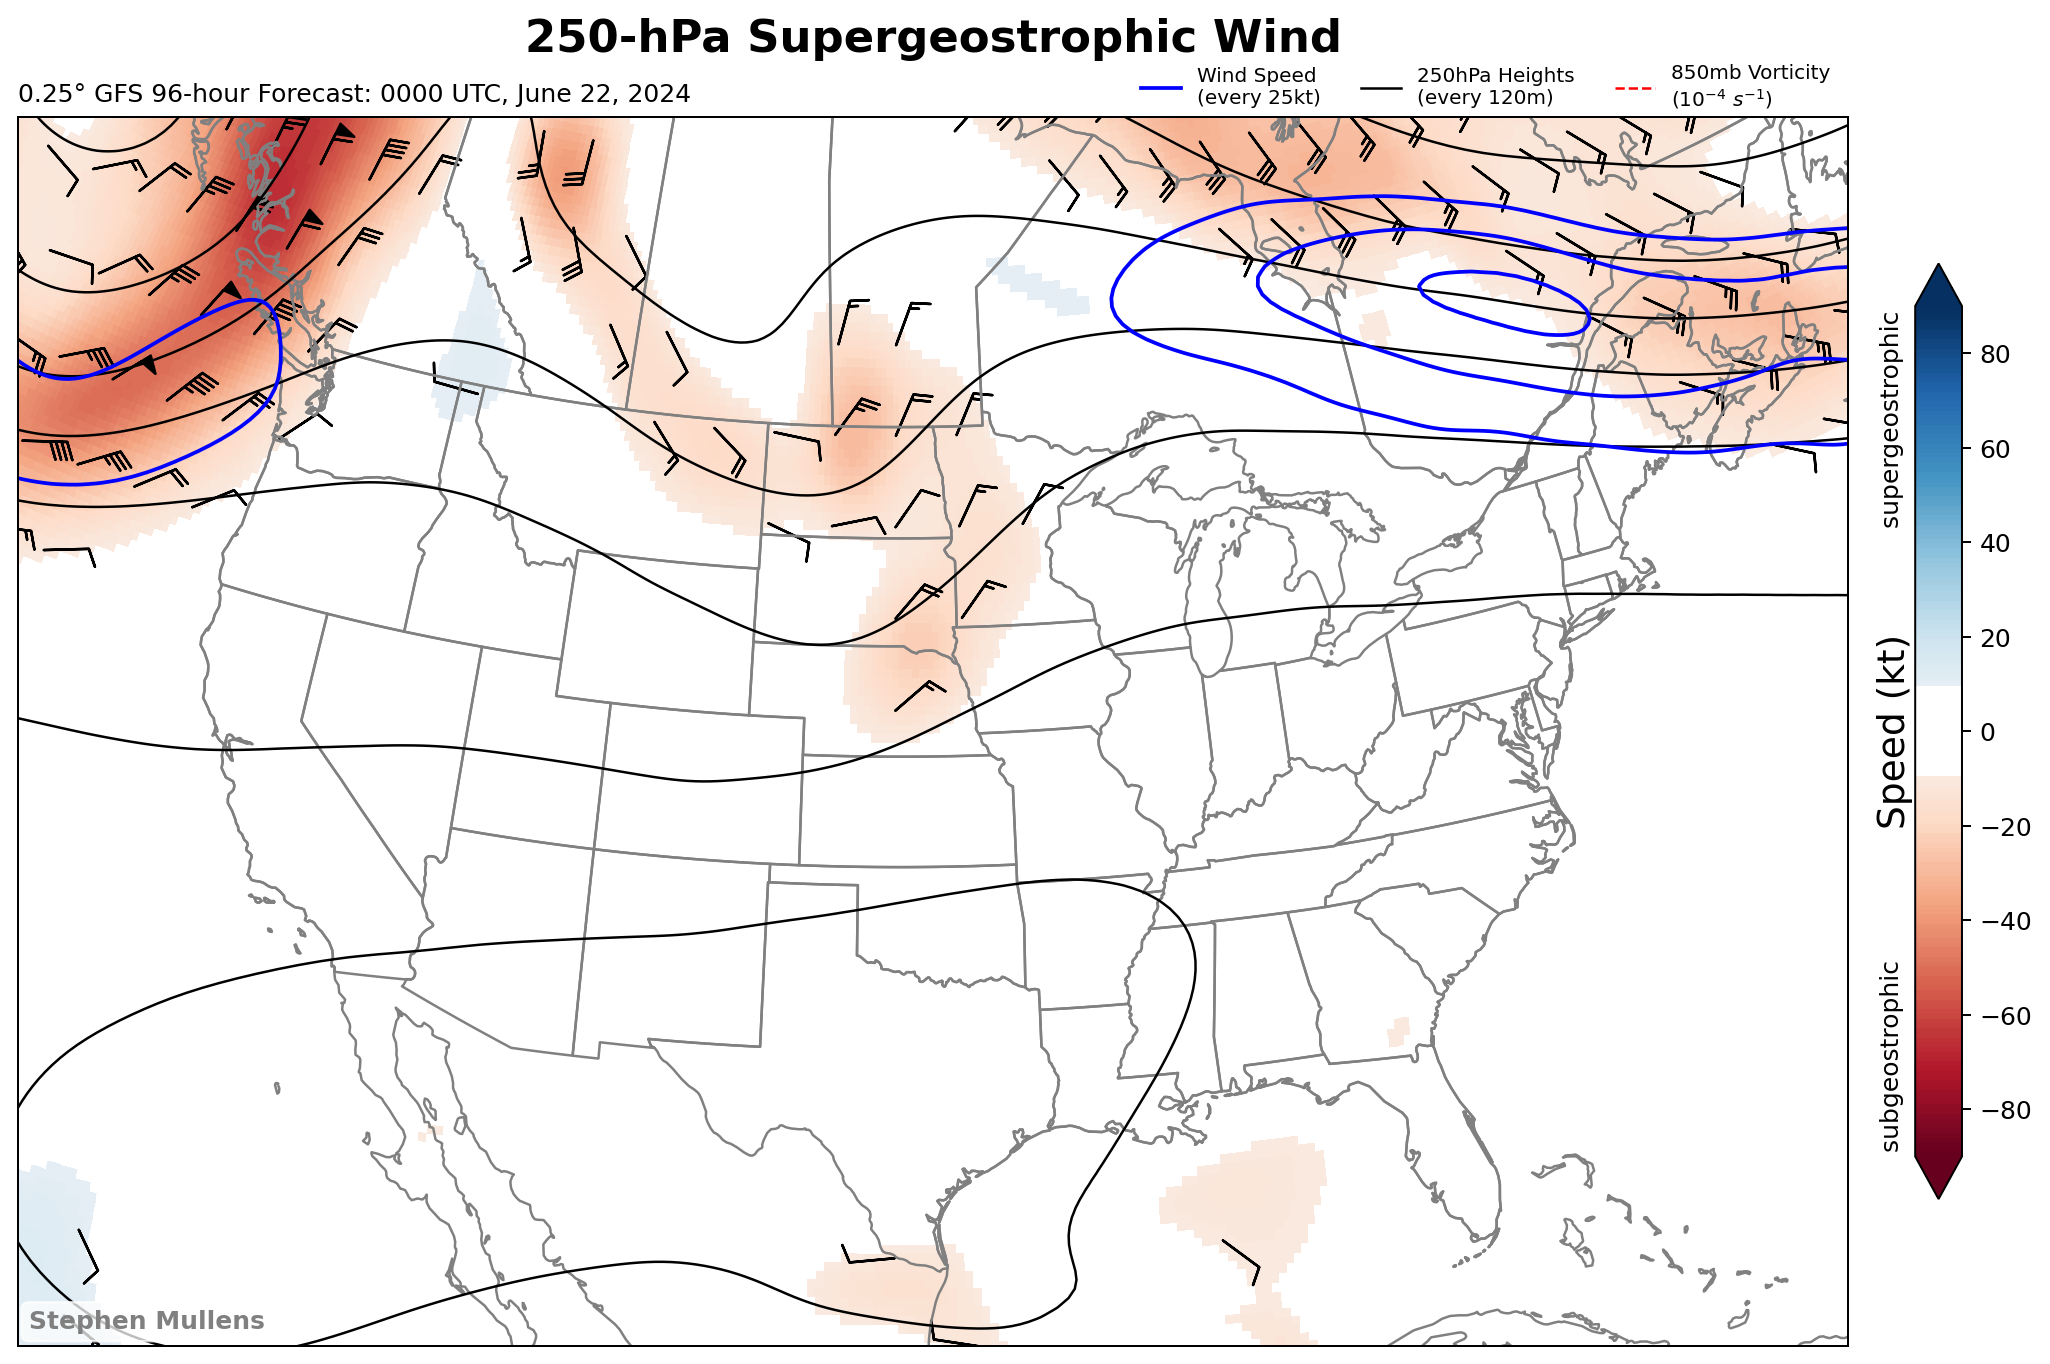 250-hPa Supergeostrophic Wind
0.25° GFS 96-hour Forecast: 0000 UTC, June 22, 2024
Wind Speed
(every 25kt)
250hPa Heights
(every 120m)
850mb Vorticity
(10⁻⁴ s⁻¹)
supergeostrophic
Speed (kt)
subgeostrophic
80
60
40
20
0
−20
−40
−60
−80
Stephen Mullens